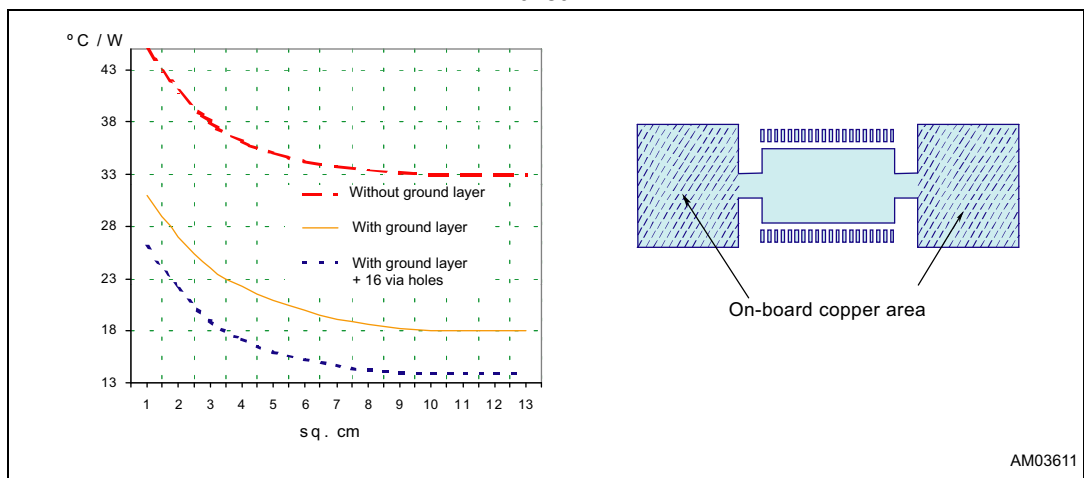 º C / W
43
38
33
28
23
18
13
1 2 3 4 5 6 7 8 9 10 11 12 13
sq. cm
Without ground layer
With ground layer
With ground layer
+ 16 via holes
On-board copper area
AM03611